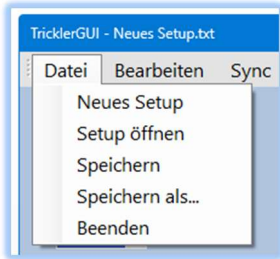 TricklerGUI - Neues Setup.txt
Datei Bearbeiten Sync
Neues Setup
Setup öffnen
Speichern
Speichern als...
Beenden